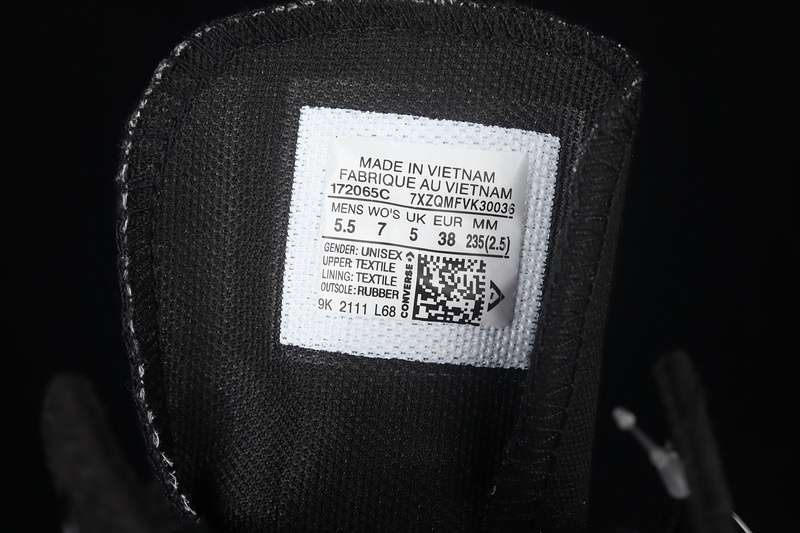 MADE IN VIETNAM
FABRIQUE AU VIETNAM
172065C 7XZQMFVK30036
MENS WO'S UK EUR MM
5.5 7 5 38 235(2.5)
GENDER: UNISEX
UPPER: TEXTILE
LINING: TEXTILE
OUTSOLE: RUBBER
CONVERSE
9K 2111 L68